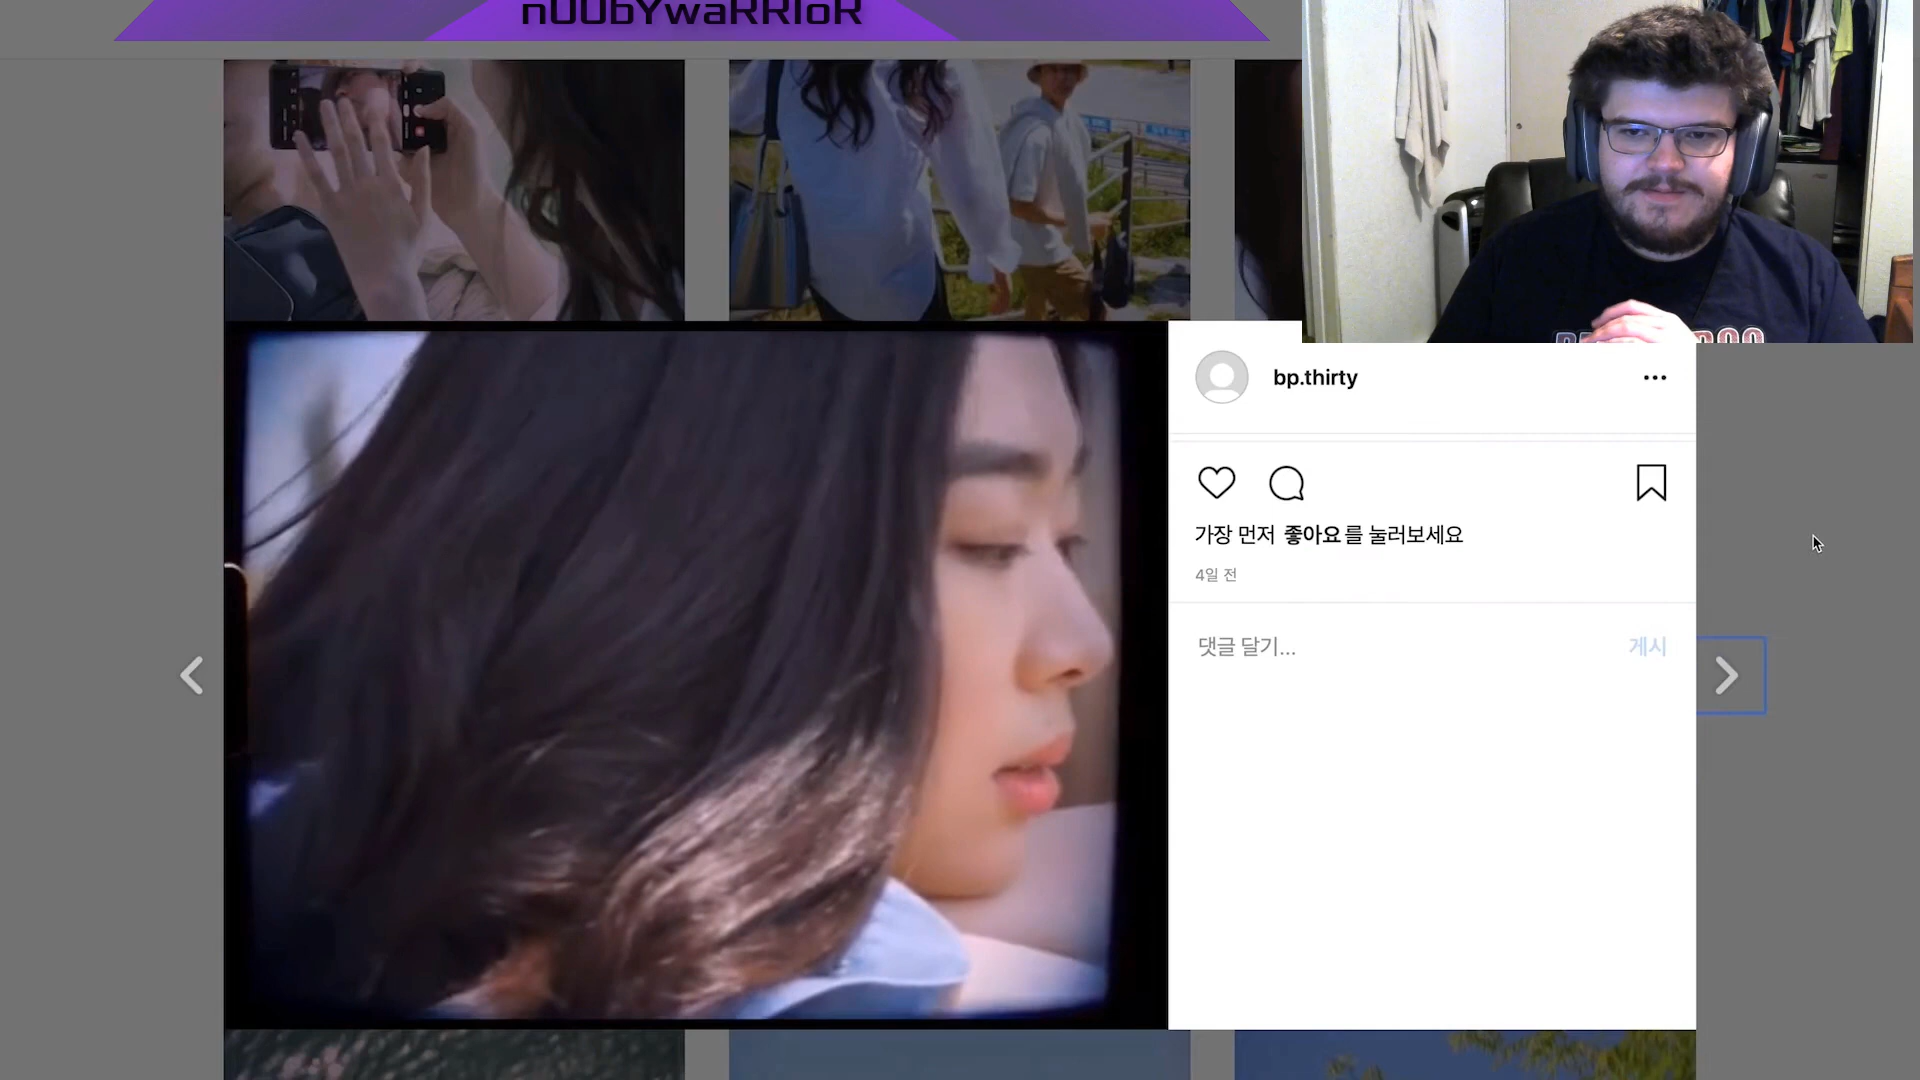 nUUbYwaRRIoR
bp.thirty
가장 먼저 좋아요를 눌러보세요
4일 전
댓글 달기...
게시